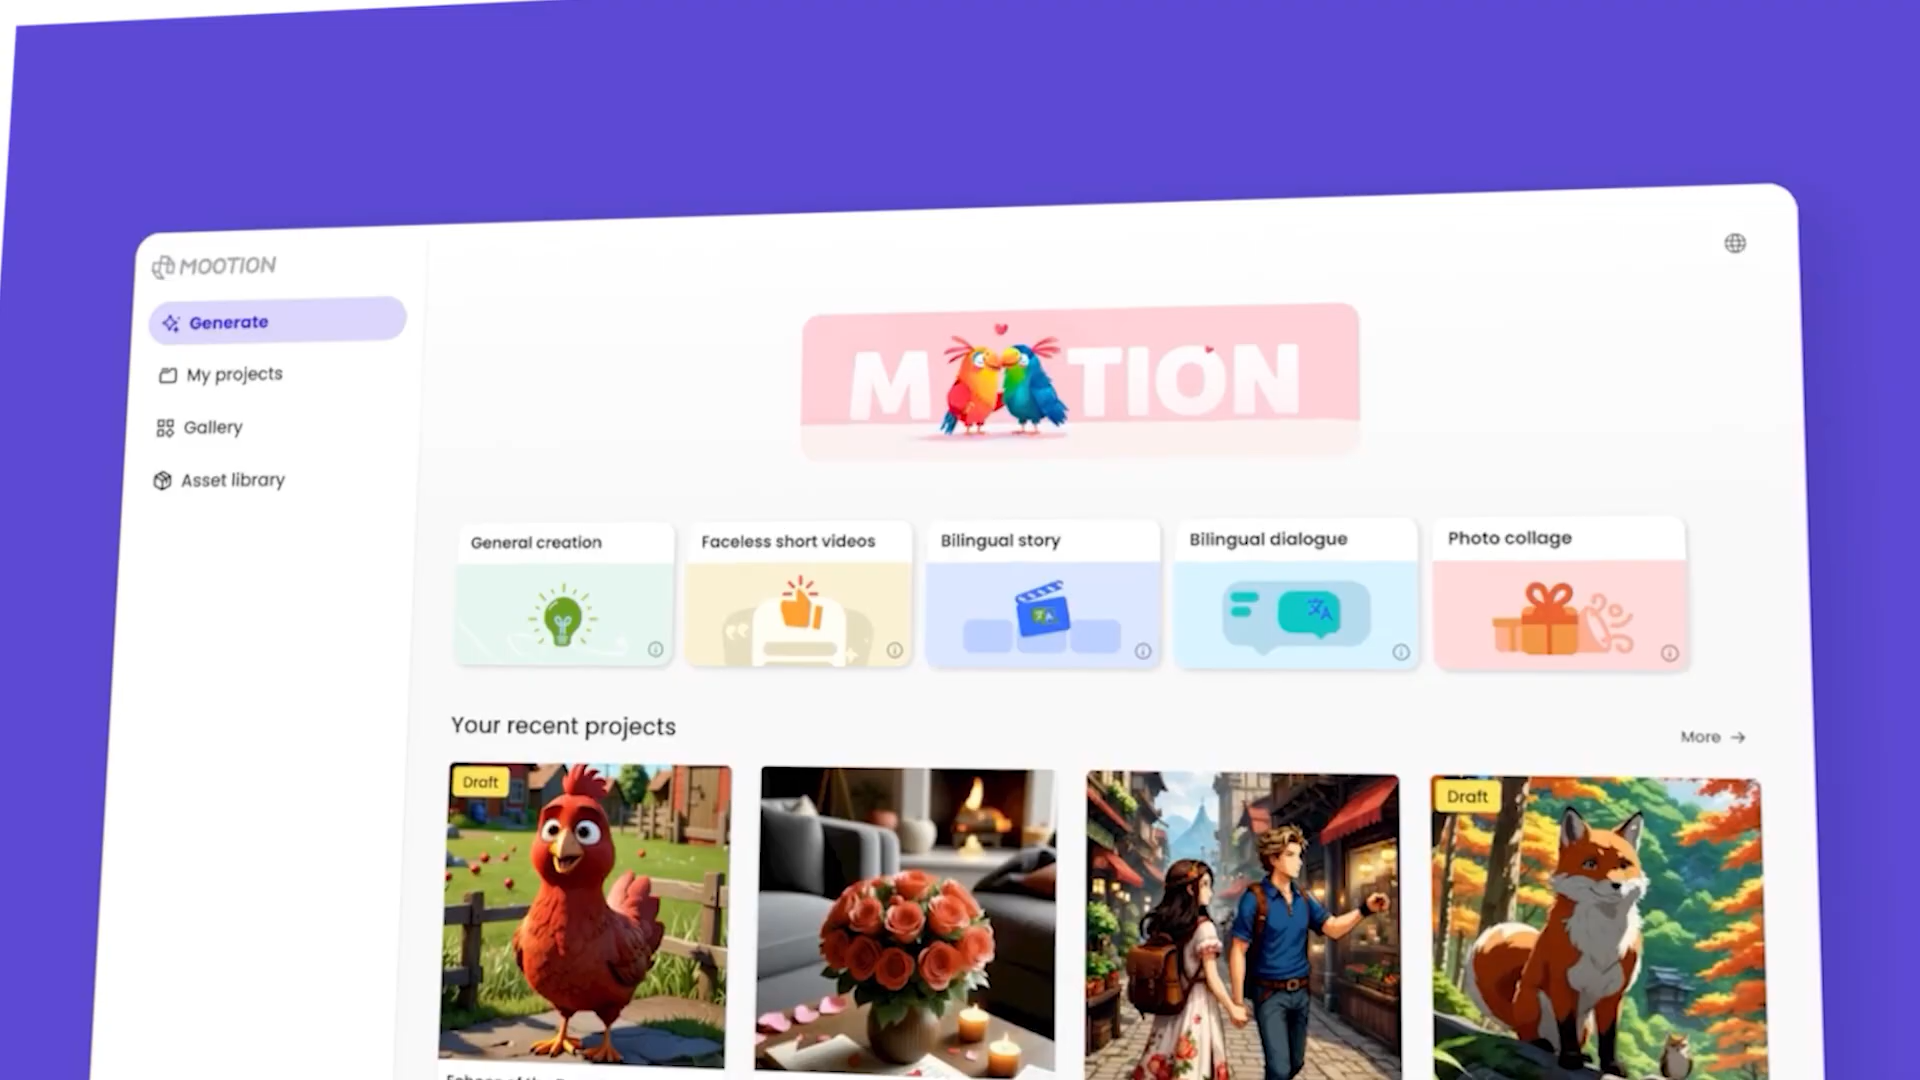 MOOTION
Generate
My projects
Gallery
Asset library
M TION
General creation
Faceless short videos
Bilingual story
Bilingual dialogue
Photo collage
Your recent projects
More →
Draft
Draft